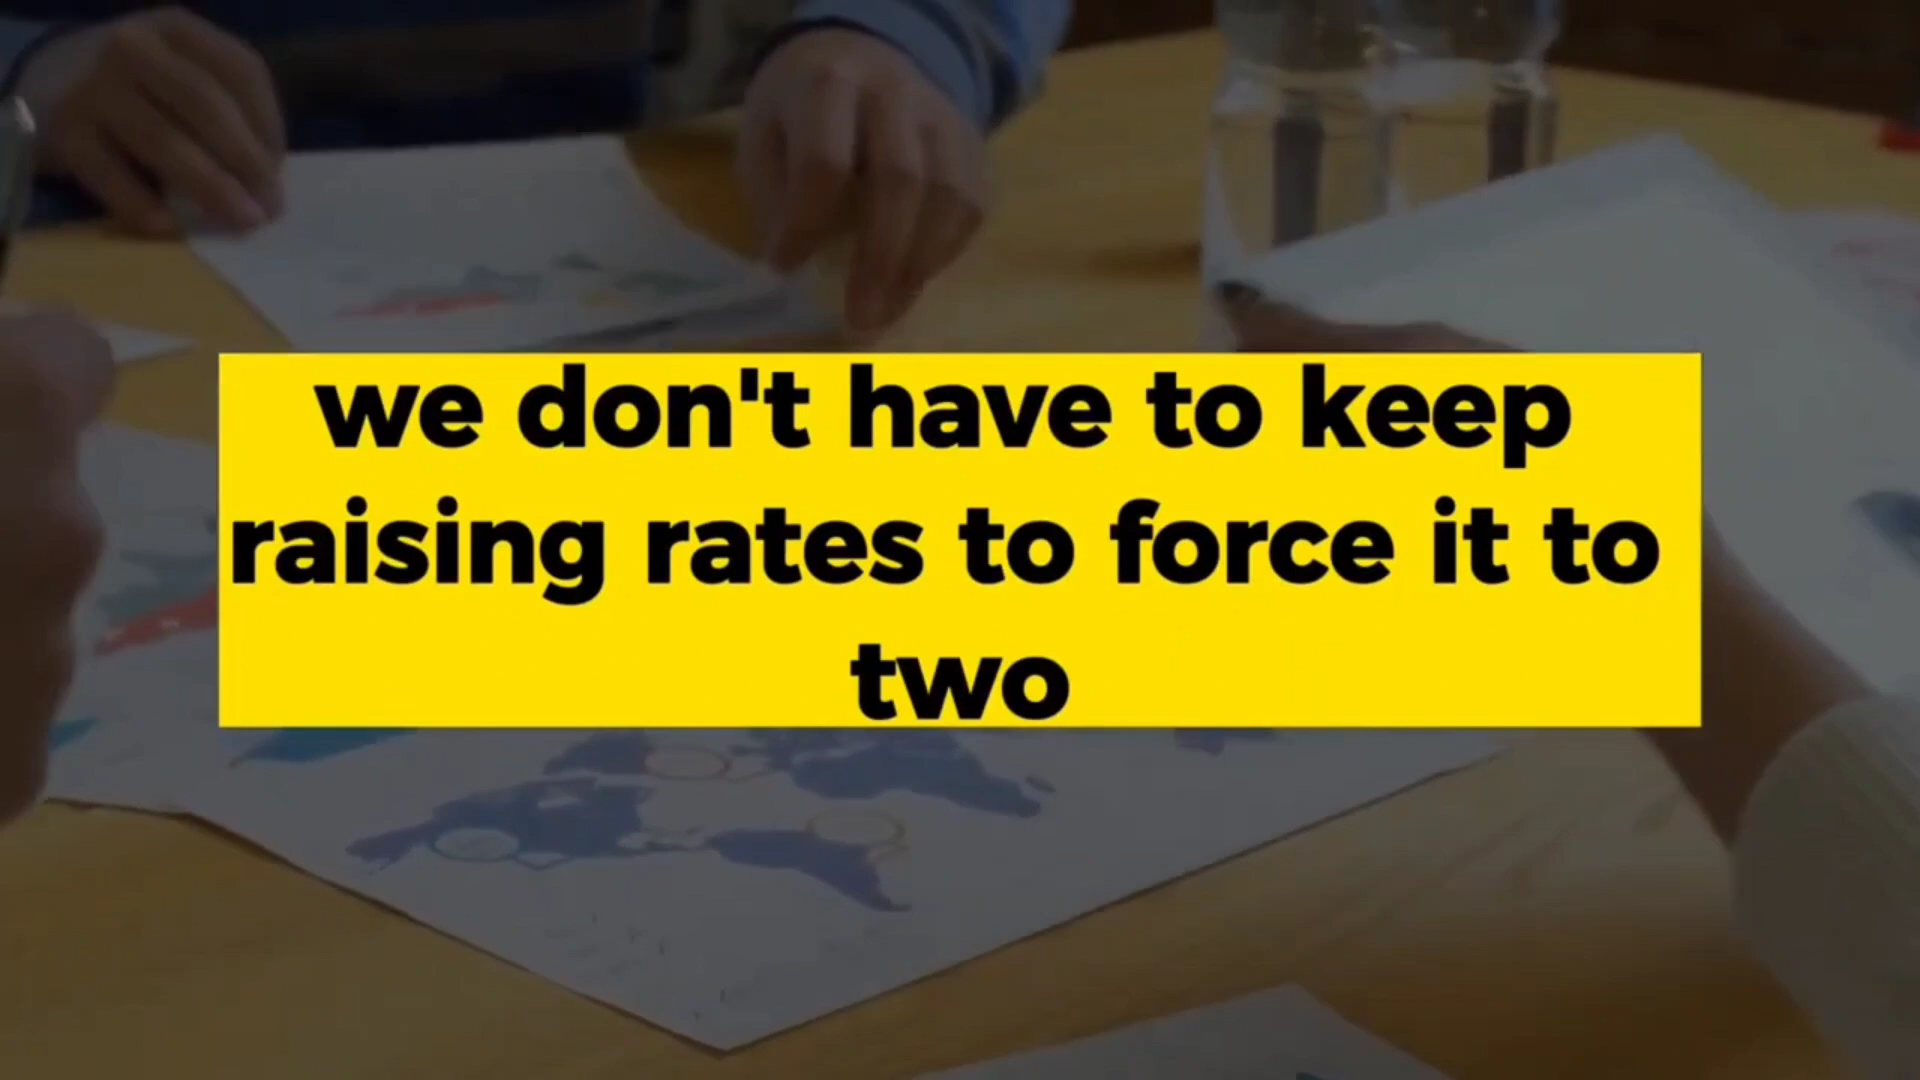 we don't have to keep
raising rates to force it to
two